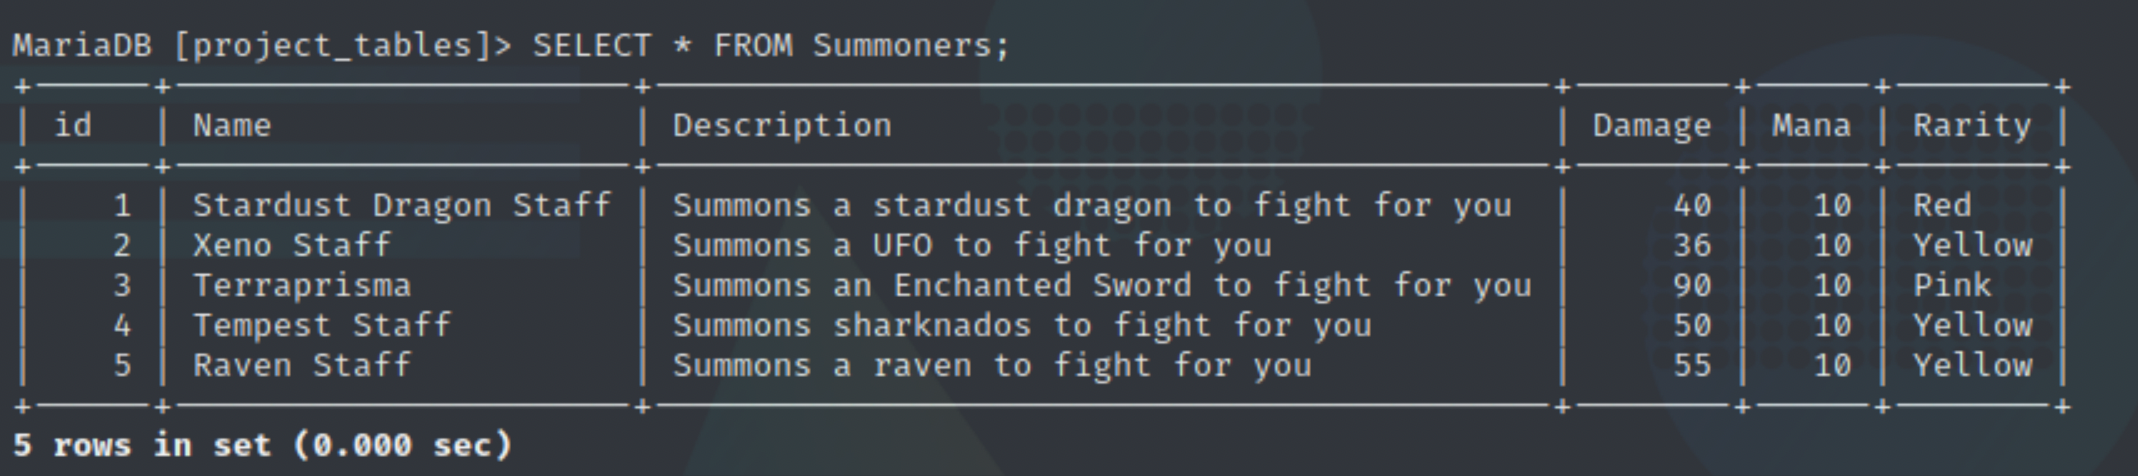 MariaDB [project_tables]> SELECT * FROM Summoners;
| id | Name | Description | Damage | Mana | Rarity |
| 1 | Stardust Dragon Staff | Summons a stardust dragon to fight for you | 40 | 10 | Red |
| 2 | Xeno Staff | Summons a UFO to fight for you | 36 | 10 | Yellow |
| 3 | Terraprisma | Summons an Enchanted Sword to fight for you | 90 | 10 | Pink |
| 4 | Tempest Staff | Summons sharknados to fight for you | 50 | 10 | Yellow |
| 5 | Raven Staff | Summons a raven to fight for you | 55 | 10 | Yellow |
5 rows in set (0.000 sec)